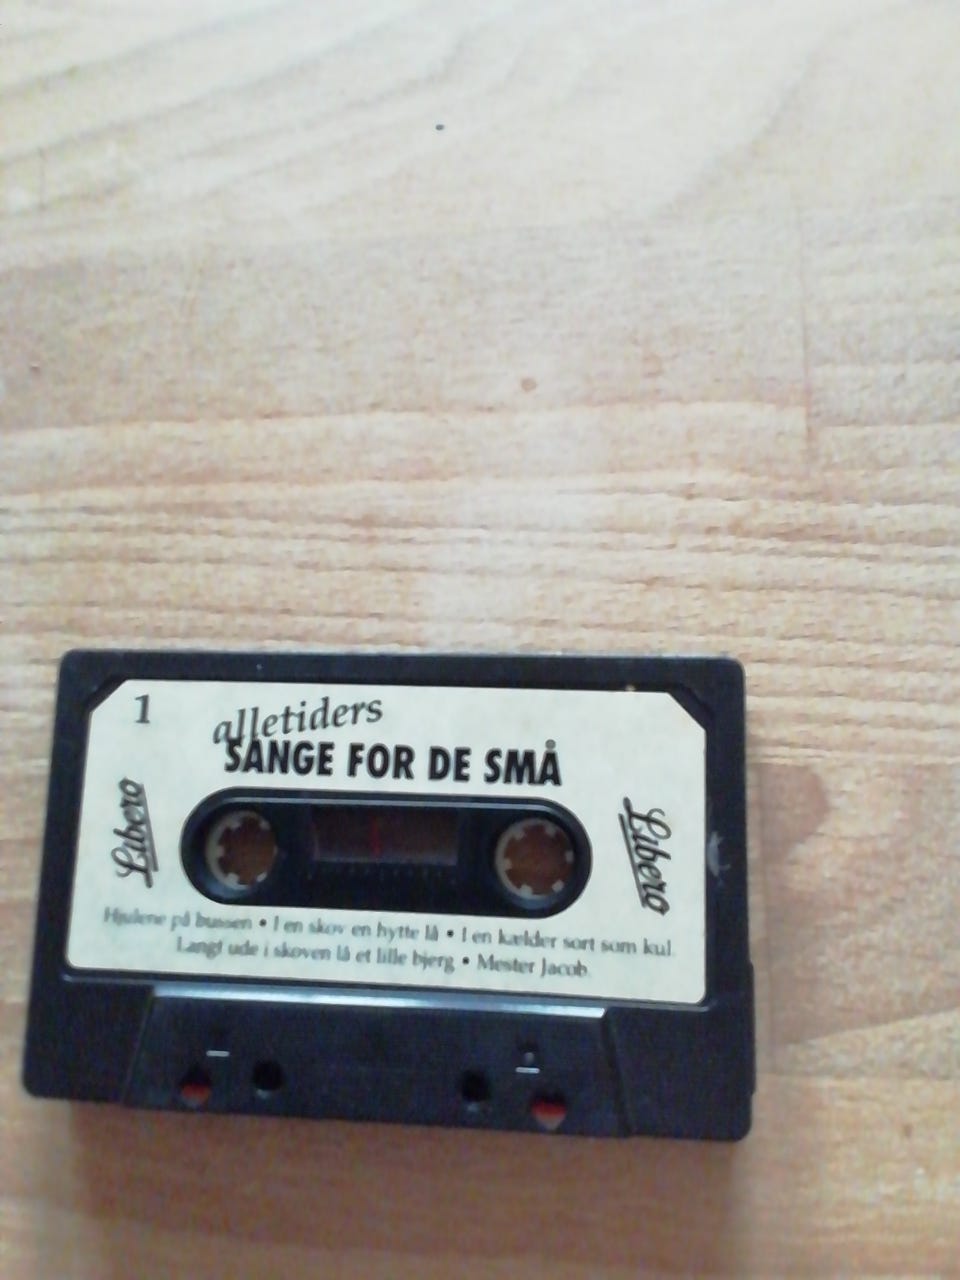 1
alletiders
SANGE FOR DE SMÅ
Libero
Libero
Hjulene på bussen • I en skov en hytte lå • I en kælder sort som kul.
Langt ude i skoven lå et lille bjerg • Mester Jacob.